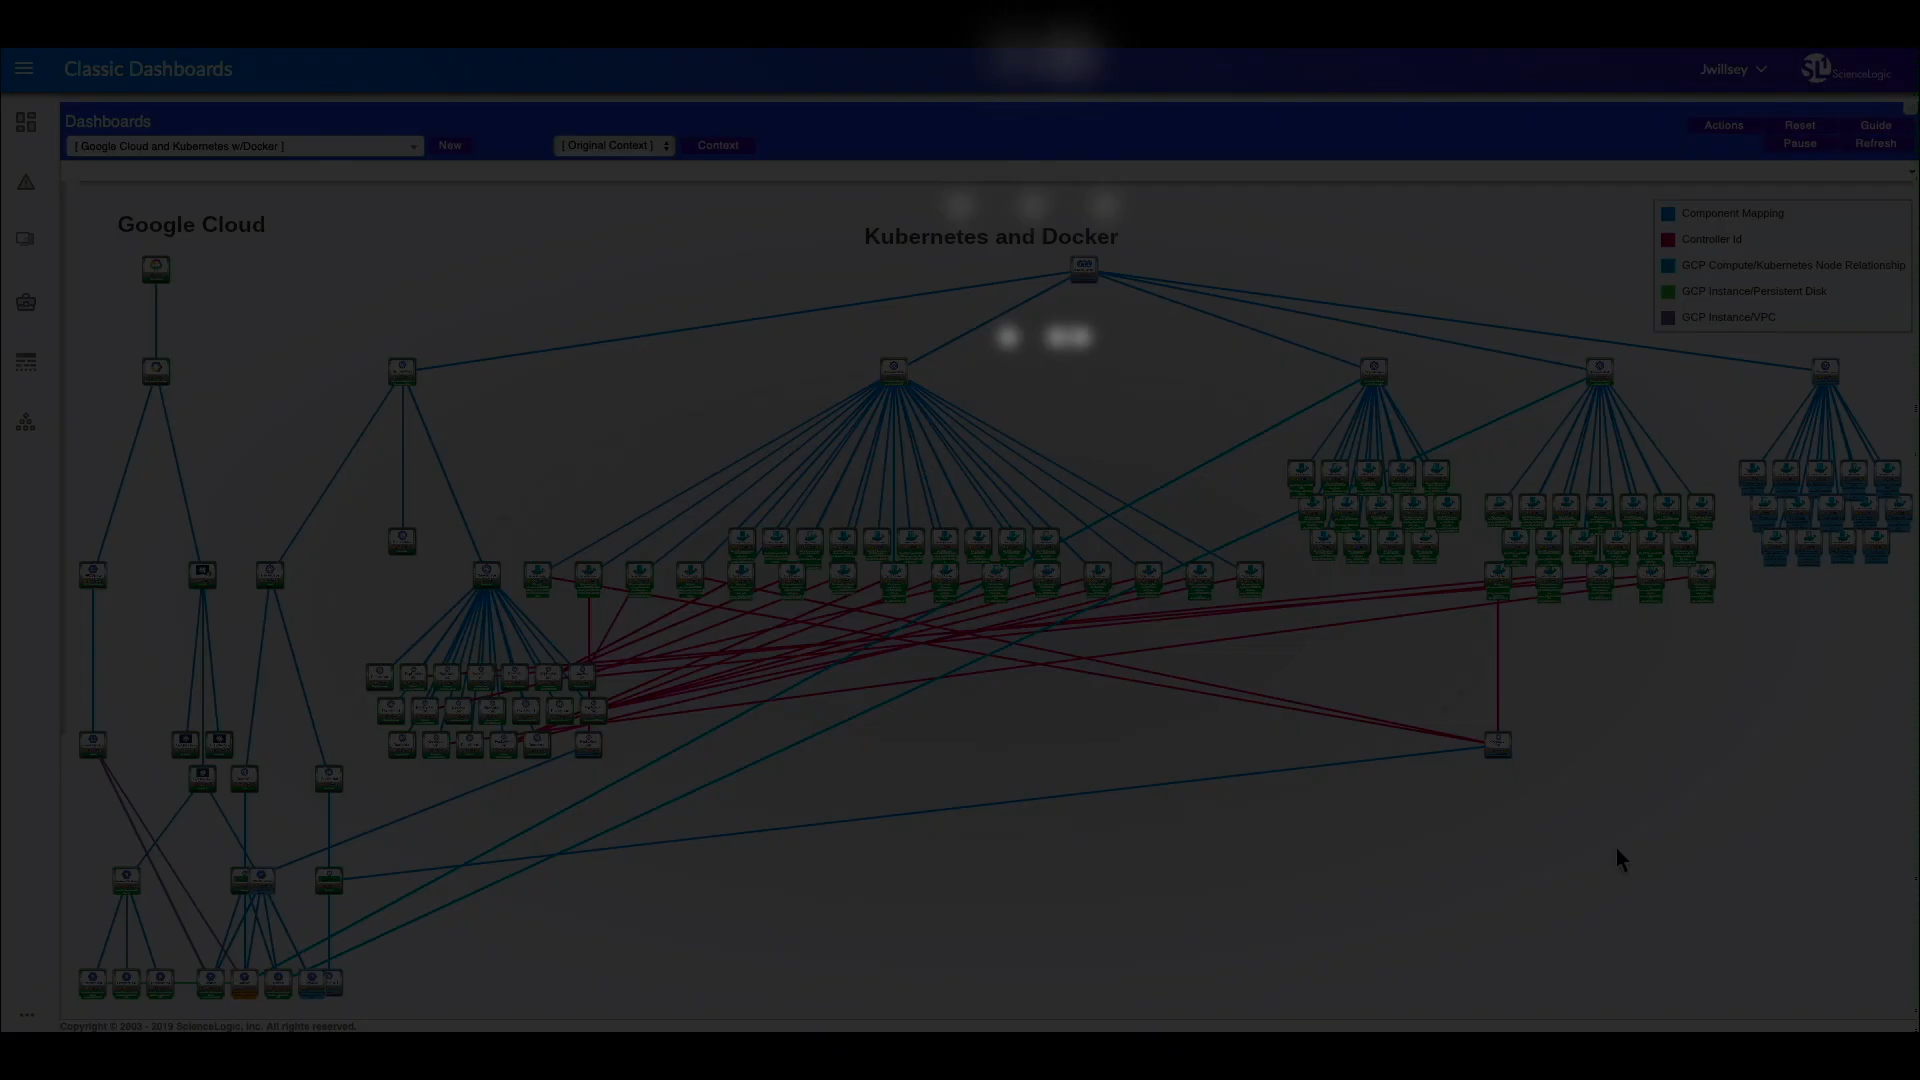 Classic Dashboards
Jwillsey
ScienceLogic
Dashboards
[ Google Cloud and Kubernetes w/Docker ]
New
[ Original Context ]
Context
Actions
Reset
Guide
Pause
Refresh
Google Cloud
Kubernetes and Docker
Component Mapping
Controller Id
GCP Compute/Kubernetes Node Relationship
GCP Instance/Persistent Disk
GCP Instance/VPC
Copyright © 2003 - 2019 ScienceLogic, Inc. All rights reserved.